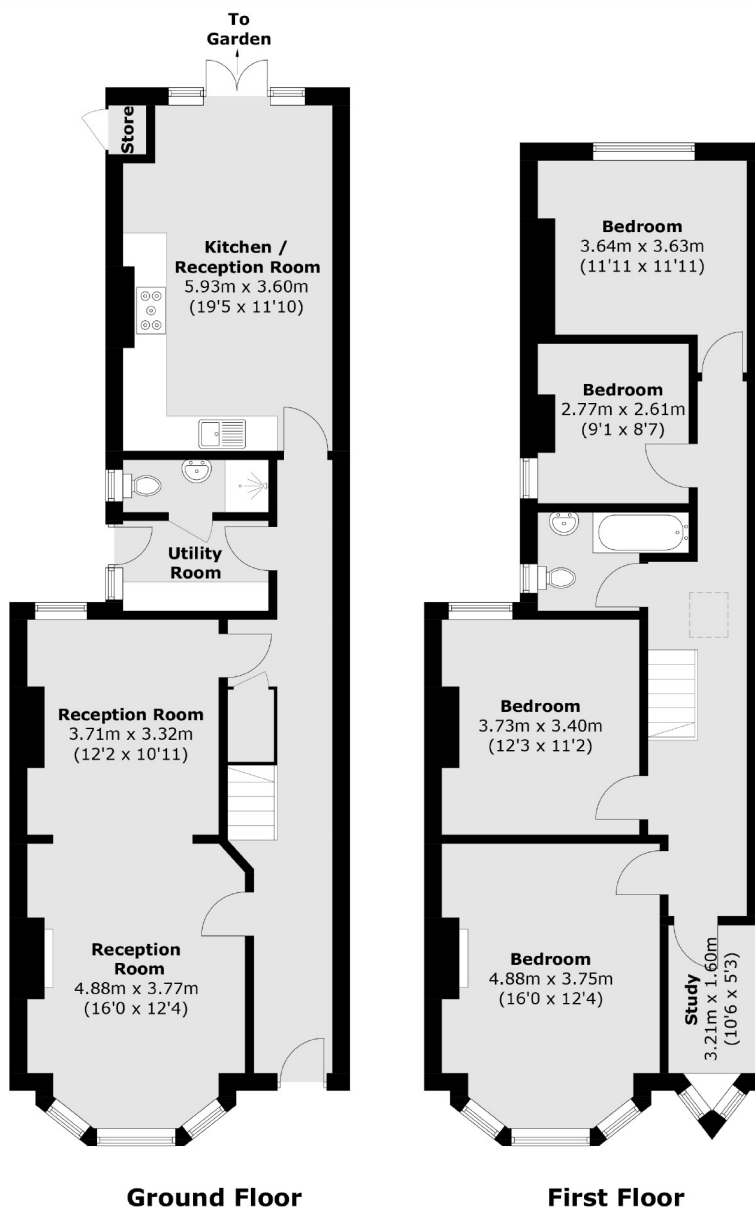 To
Garden
Store
Kitchen /
Reception Room
5.93m x 3.60m
(19'5 x 11'10)
Utility
Room
Reception Room
3.71m x 3.32m
(12'2 x 10'11)
Reception
Room
4.88m x 3.77m
(16'0 x 12'4)
Ground Floor
Bedroom
3.64m x 3.63m
(11'11 x 11'11)
Bedroom
2.77m x 2.61m
(9'1 x 8'7)
Bedroom
3.73m x 3.40m
(12'3 x 11'2)
Bedroom
4.88m x 3.75m
(16'0 x 12'4)
Study
3.21m x 1.60m
(10'6 x 5'3)
First Floor